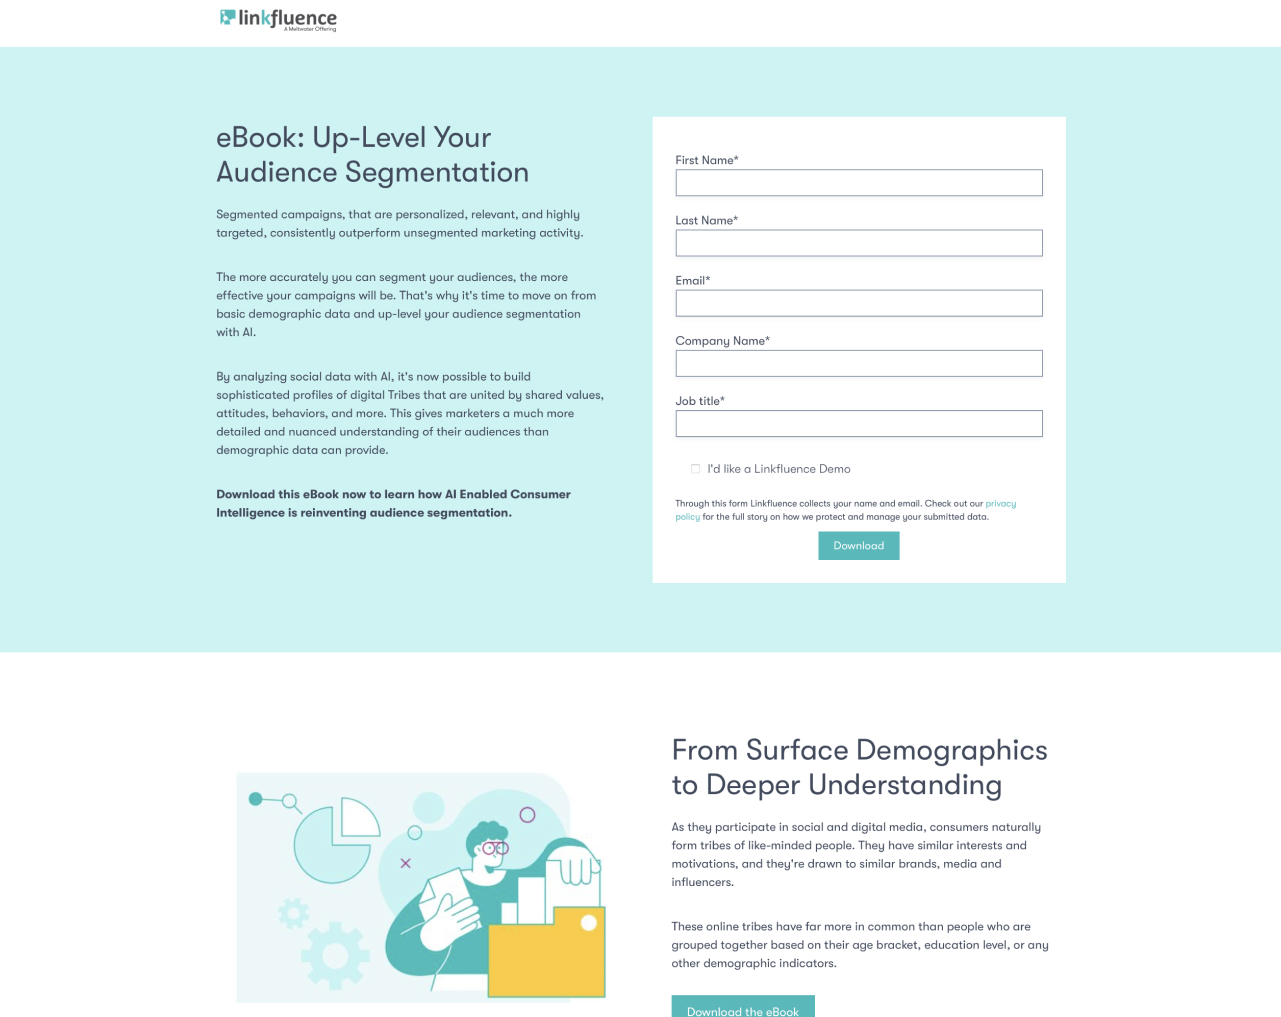 linkfluence
A Meltwater Offering
eBook: Up-Level Your
Audience Segmentation
Segmented campaigns, that are personalized, relevant, and highly
targeted, consistently outperform unsegmented marketing activity.
The more accurately you can segment your audiences, the more
effective your campaigns will be. That's why it's time to move on from
basic demographic data and up-level your audience segmentation
with AI.
By analyzing social data with AI, it's now possible to build
sophisticated profiles of digital Tribes that are united by shared values,
attitudes, behaviors, and more. This gives marketers a much more
detailed and nuanced understanding of their audiences than
demographic data can provide.
Download this eBook now to learn how AI Enabled Consumer
Intelligence is reinventing audience segmentation.
First Name*
Last Name*
Email*
Company Name*
Job title*
I'd like a Linkfluence Demo
Through this form Linkfluence collects your name and email. Check out our privacy
policy for the full story on how we protect and manage your submitted data.
Download
From Surface Demographics
to Deeper Understanding
As they participate in social and digital media, consumers naturally
form tribes of like-minded people. They have similar interests and
motivations, and they're drawn to similar brands, media and
influencers.
These online tribes have far more in common than people who are
grouped together based on their age bracket, education level, or any
other demographic indicators.
Download the eBook